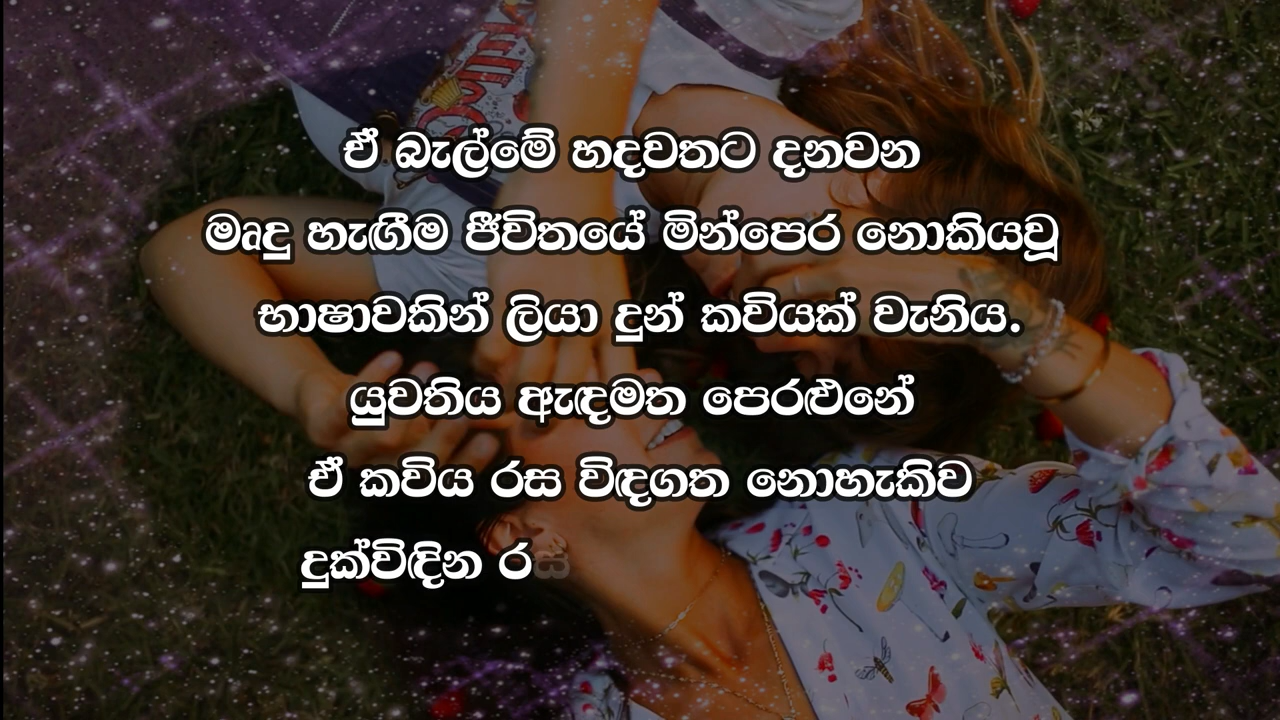 ඒ බැල්මේ හදවතට දනවන
මෘදු හැඟීම ජීවිතයේ මින්පෙර නොකියවූ
භාෂාවකින් ලියා දුන් කවියක් වැනිය.
යුවතිය ඇඳමත පෙරළුනේ
ඒ කවිය රස විඳගත නොහැකිව
දුක්විඳින